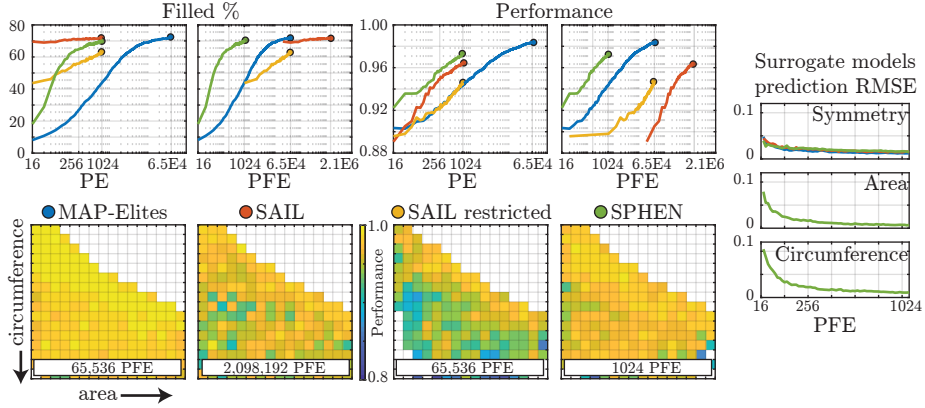 Filled %
Performance
80
70
60
40
20
0
16
256
1024
6.5E4
PE
16
1024
6.5E4
2.1E6
PFE
1.00
0.96
0.92
0.88
16
256
1024
6.5E4
PE
16
1024
6.5E4
2.1E6
PFE
Surrogate models
prediction RMSE
0.1
Symmetry
0
Area
0
0.1
Circumference
0
16
256
1024
PFE
MAP-Elites
SAIL
SAIL restricted
SPHEN
circumference
area
1.0
Performance
0.8
65,536 PFE
2,098,192 PFE
65,536 PFE
1024 PFE